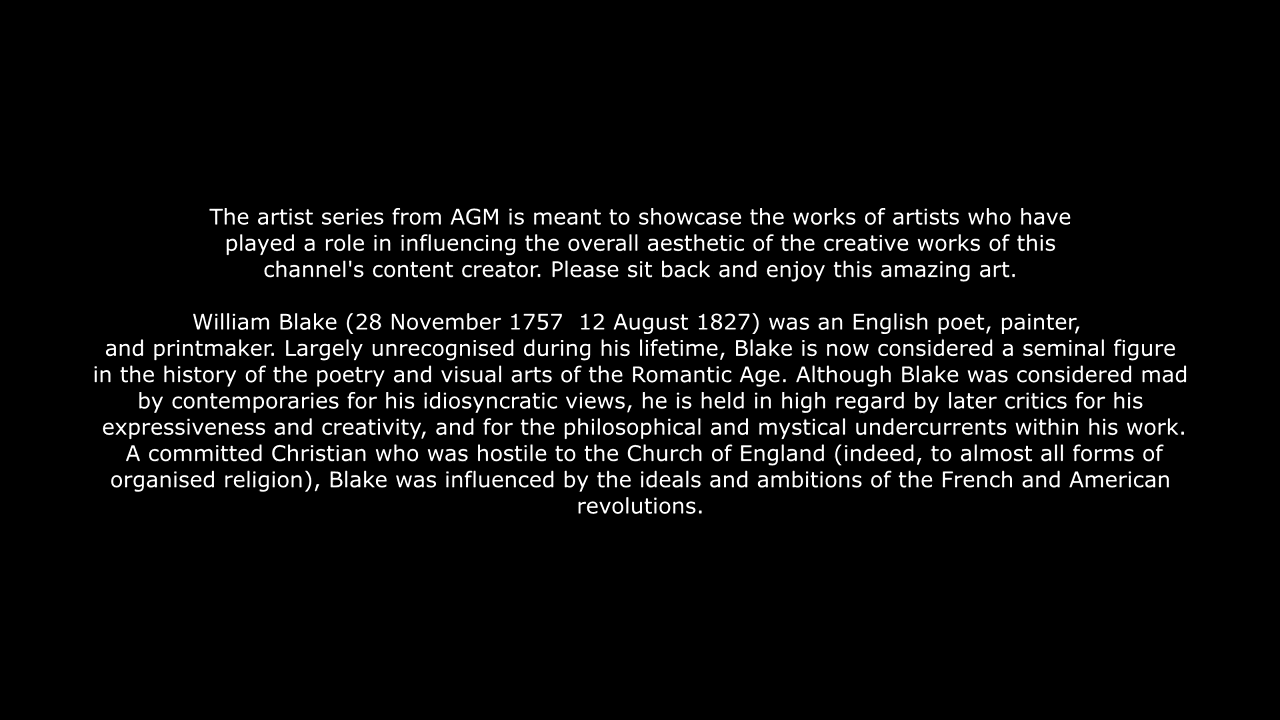 The artist series from AGM is meant to showcase the works of artists who have
played a role in influencing the overall aesthetic of the creative works of this
channel's content creator. Please sit back and enjoy this amazing art.
William Blake (28 November 1757  12 August 1827) was an English poet, painter,
and printmaker. Largely unrecognised during his lifetime, Blake is now considered a seminal figure
in the history of the poetry and visual arts of the Romantic Age. Although Blake was considered mad
by contemporaries for his idiosyncratic views, he is held in high regard by later critics for his
expressiveness and creativity, and for the philosophical and mystical undercurrents within his work.
A committed Christian who was hostile to the Church of England (indeed, to almost all forms of
organised religion), Blake was influenced by the ideals and ambitions of the French and American
revolutions.